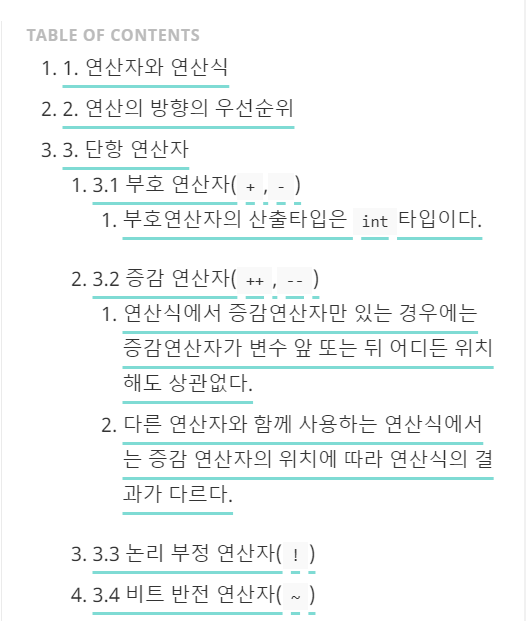 TABLE OF CONTENTS
1. 1. 연산자와 연산식
2. 2. 연산의 방향의 우선순위
3. 3. 단항 연산자
1. 3.1 부호 연산자( + , - )
1. 부호연산자의 산출타입은 int 타입이다.
2. 3.2 증감 연산자( ++ , -- )
1. 연산식에서 증감연산자만 있는 경우에는
증감연산자가 변수 앞 또는 뒤 어디든 위치
해도 상관없다.
2. 다른 연산자와 함께 사용하는 연산식에서
는 증감 연산자의 위치에 따라 연산식의 결
과가 다르다.
3. 3.3 논리 부정 연산자( ! )
4. 3.4 비트 반전 연산자( ~ )